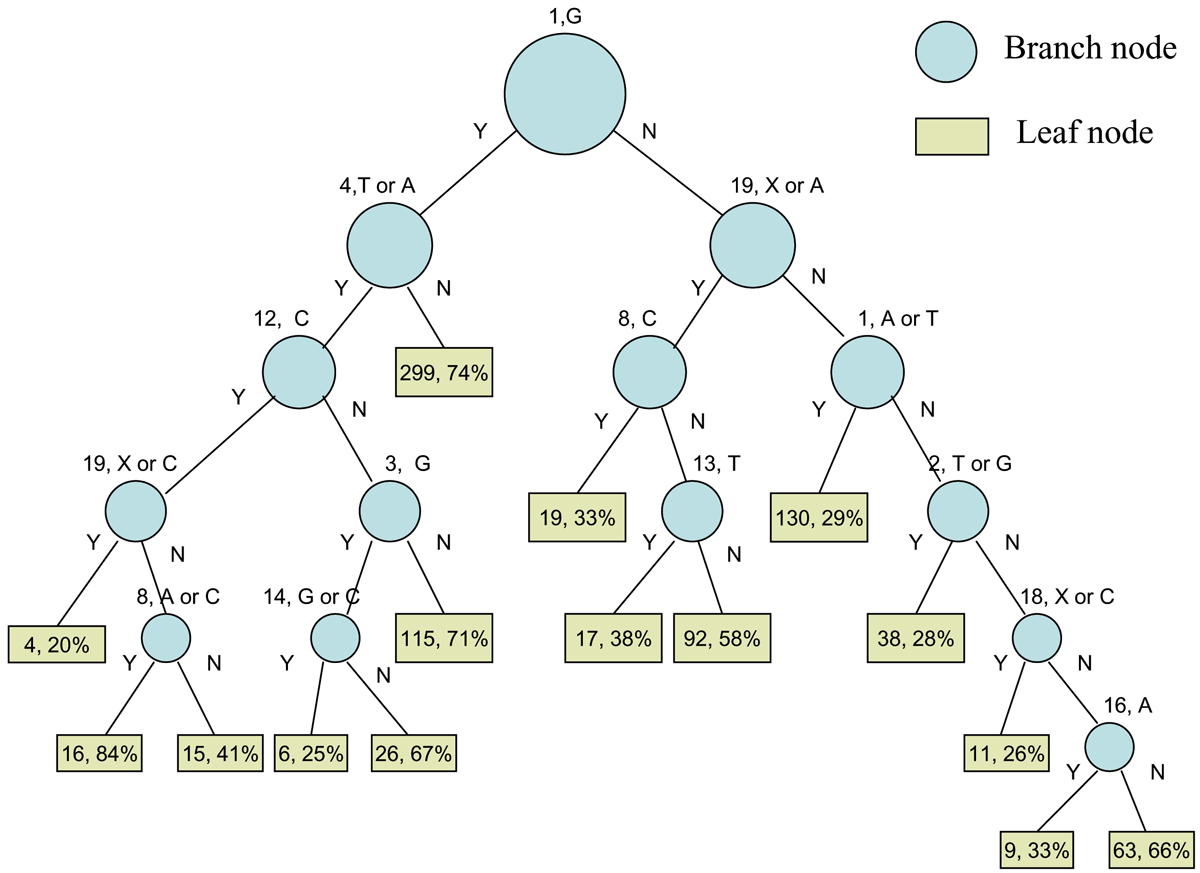 1,G
Branch node
Leaf node
Y
N
4,T or A
19, X or A
Y
N
Y
N
12, C
299, 74%
8, C
1, A or T
Y
N
Y
N
Y
N
19, X or C
3, G
13, T
2, T or G
19, 33%
130, 29%
Y
N
Y
N
Y
N
Y
N
8, A or C
14, G or C
18, X or C
4, 20%
115, 71%
17, 38%
92, 58%
38, 28%
Y
N
Y
N
Y
N
16, A
16, 84%
15, 41%
6, 25%
26, 67%
11, 26%
Y
N
9, 33%
63, 66%